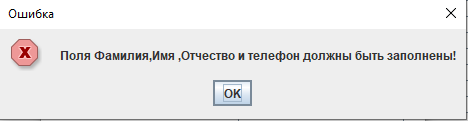 Ошибка
Поля Фамилия,Имя ,Отчество и телефон должны быть заполнены!
OK